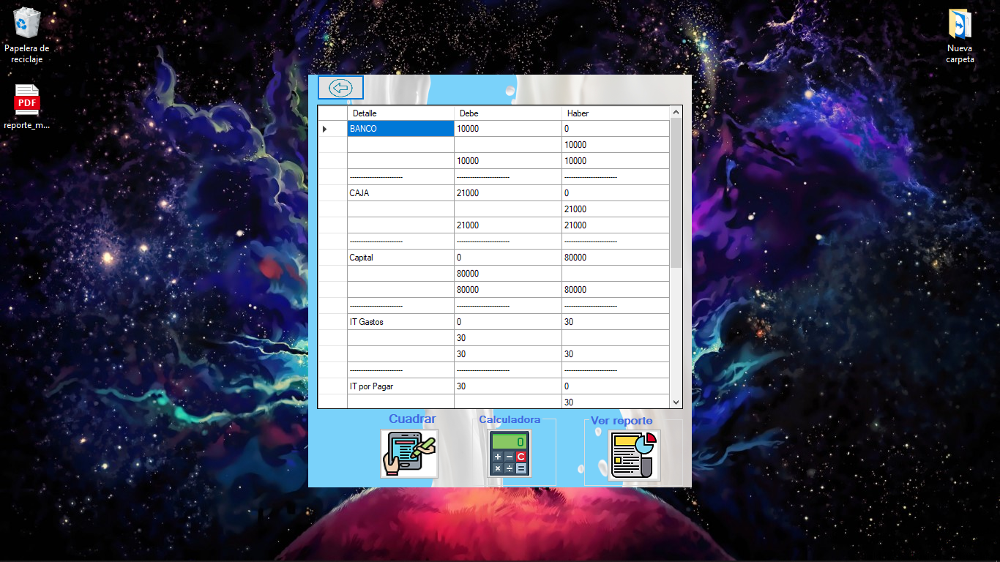 Papelera de
reciclaje
PDF
reporte_m...
Nueva
carpeta
Detalle Debe Haber
BANCO 10000 0
10000
10000 10000
------------------------ ------------------------ ------------------------
CAJA 21000 0
21000
21000 21000
------------------------ ------------------------ ------------------------
Capital 0 80000
80000
80000 80000
------------------------ ------------------------ ------------------------
IT Gastos 0 30
30
30 30
------------------------ ------------------------ ------------------------
IT por Pagar 30 0
30
Cuadrar Calculadora Ver reporte
0
+ − C
× ÷ =